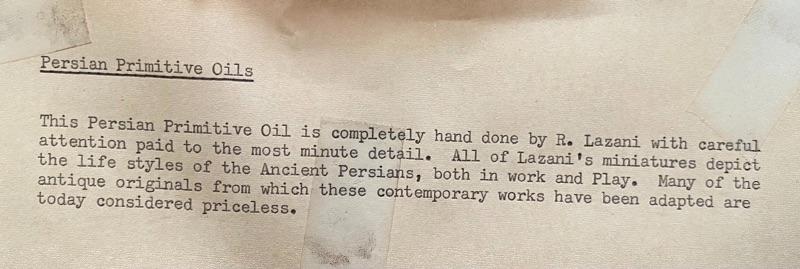 Persian Primitive Oils
This Persian Primitive Oil is completely hand done by R. Lazani with careful
attention paid to the most minute detail. All of Lazani's miniatures depict
the life styles of the Ancient Persians, both in work and Play. Many of the
antique originals from which these contemporary works have been adapted are
today considered priceless.